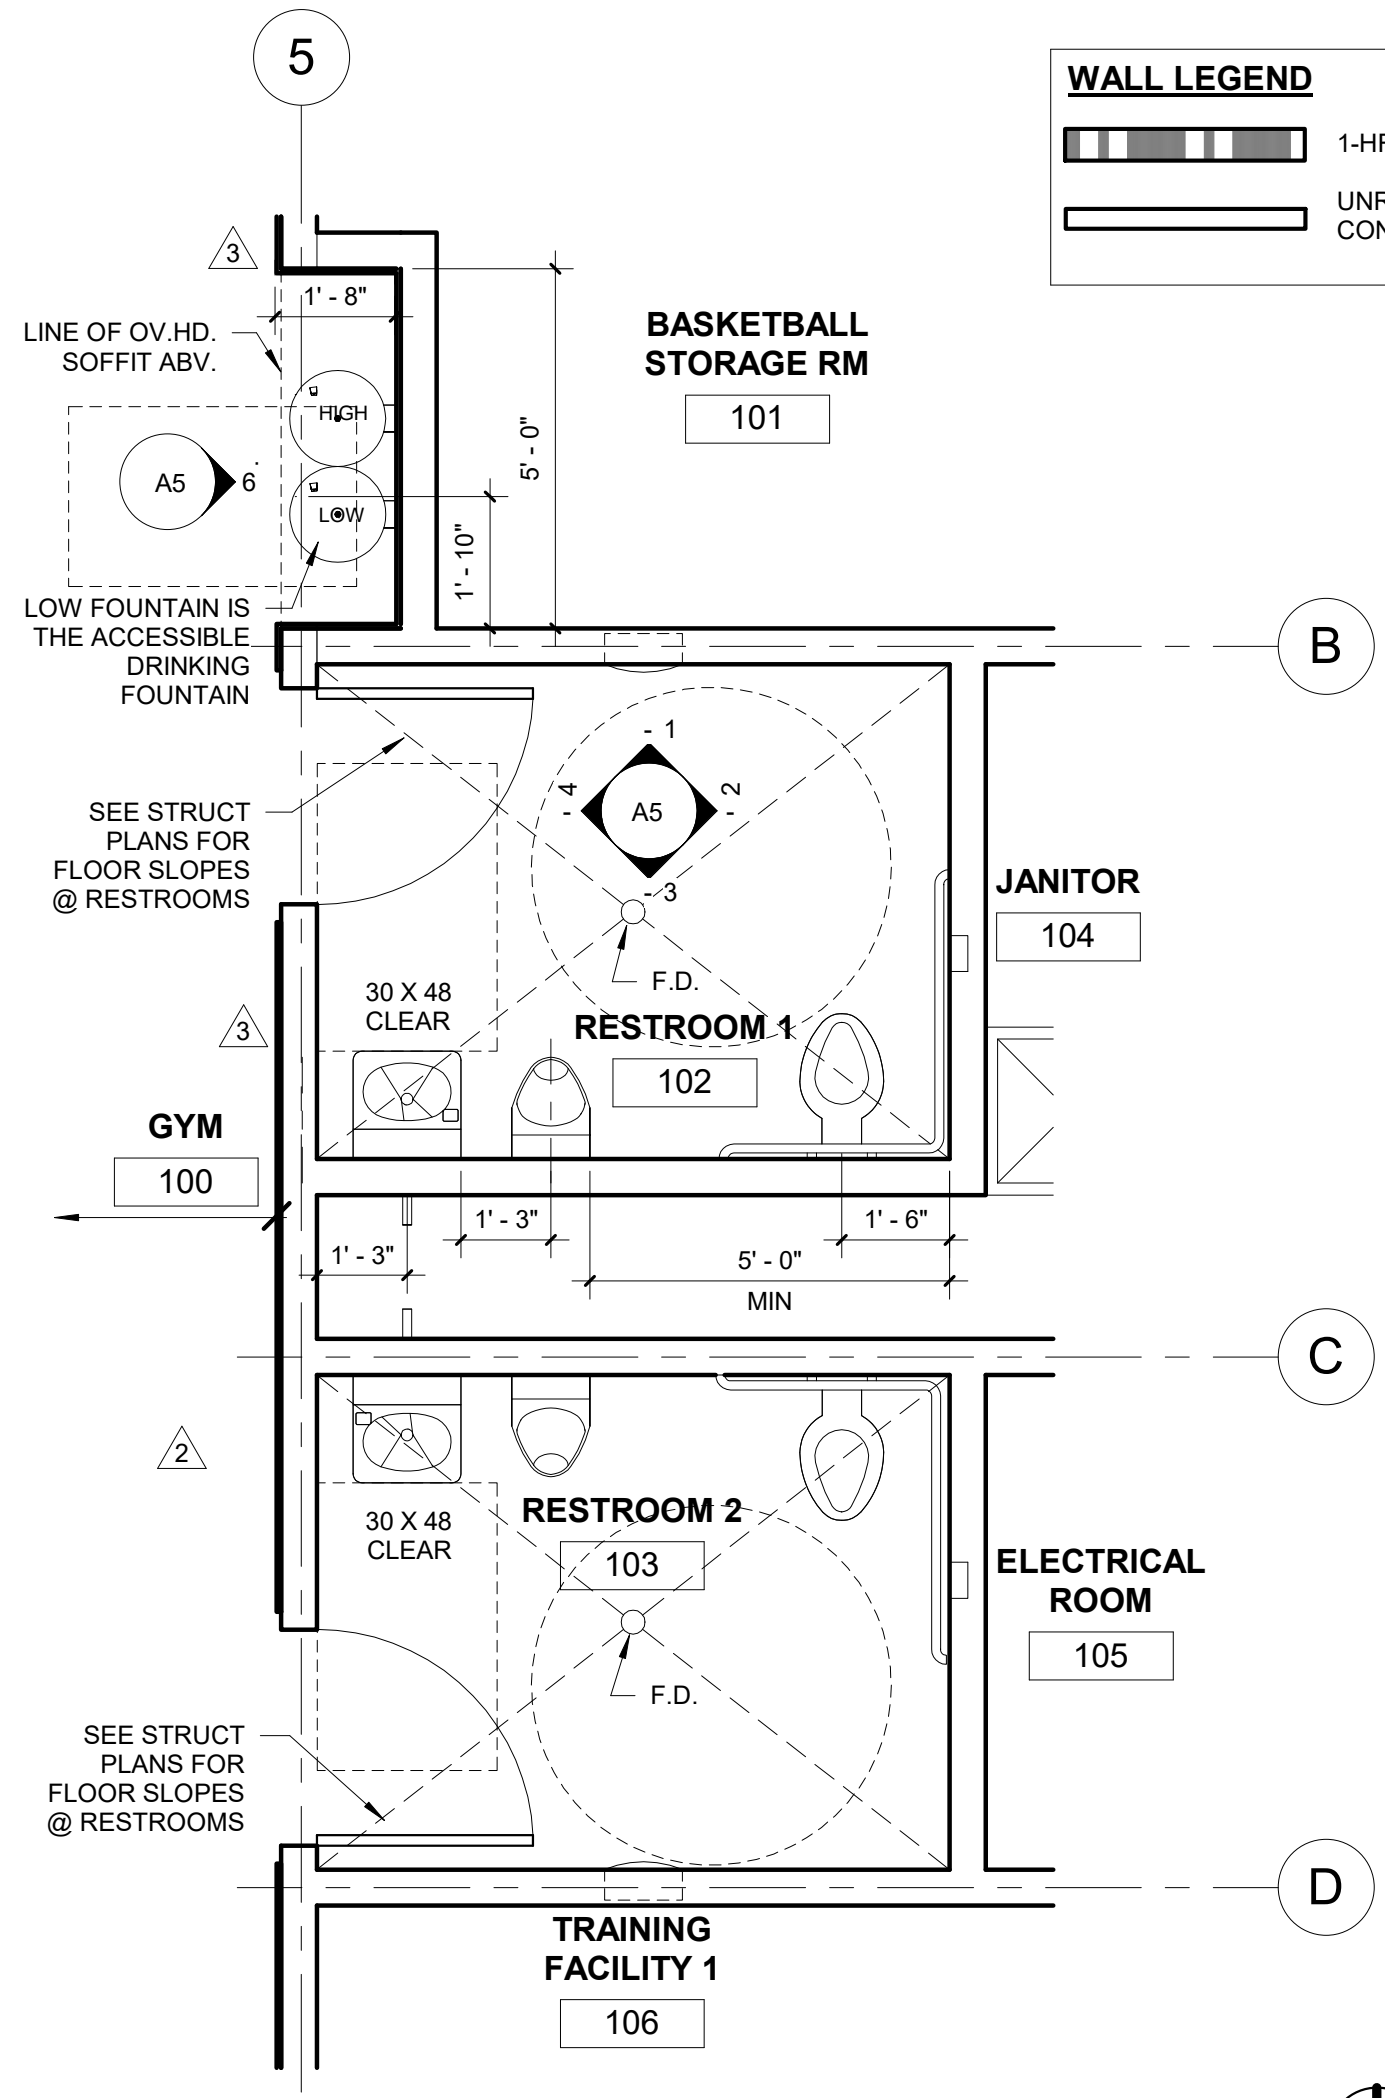 5
WALL LEGEND
1-HF
UNR
CON
3
1' - 8"
LINE OF OV.HD.
SOFFIT ABV.
BASKETBALL
STORAGE RM
101
HIGH
5' - 0"
A5
6
LOW
1' - 10"
LOW FOUNTAIN IS
THE ACCESSIBLE
DRINKING
FOUNTAIN
B
- 1
4 -
A5
2 -
- 3
SEE STRUCT
PLANS FOR
FLOOR SLOPES
@ RESTROOMS
JANITOR
104
F.D.
30 X 48
CLEAR
RESTROOM 1
102
3
GYM
100
1' - 3"
1' - 6"
1' - 3"
5' - 0"
MIN
C
2
30 X 48
CLEAR
RESTROOM 2
103
ELECTRICAL
ROOM
105
F.D.
SEE STRUCT
PLANS FOR
FLOOR SLOPES
@ RESTROOMS
D
TRAINING
FACILITY 1
106